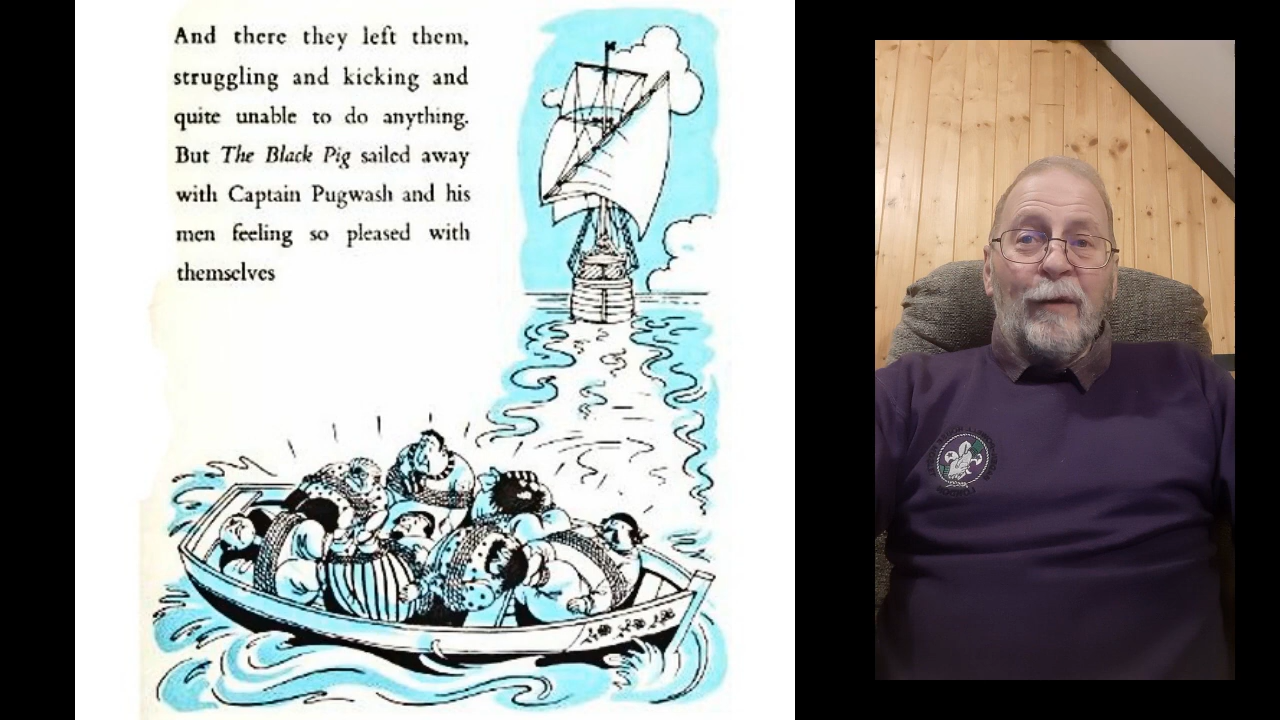 And there they left them,
struggling and kicking and
quite unable to do anything.
But The Black Pig sailed away
with Captain Pugwash and his
men feeling so pleased with
themselves